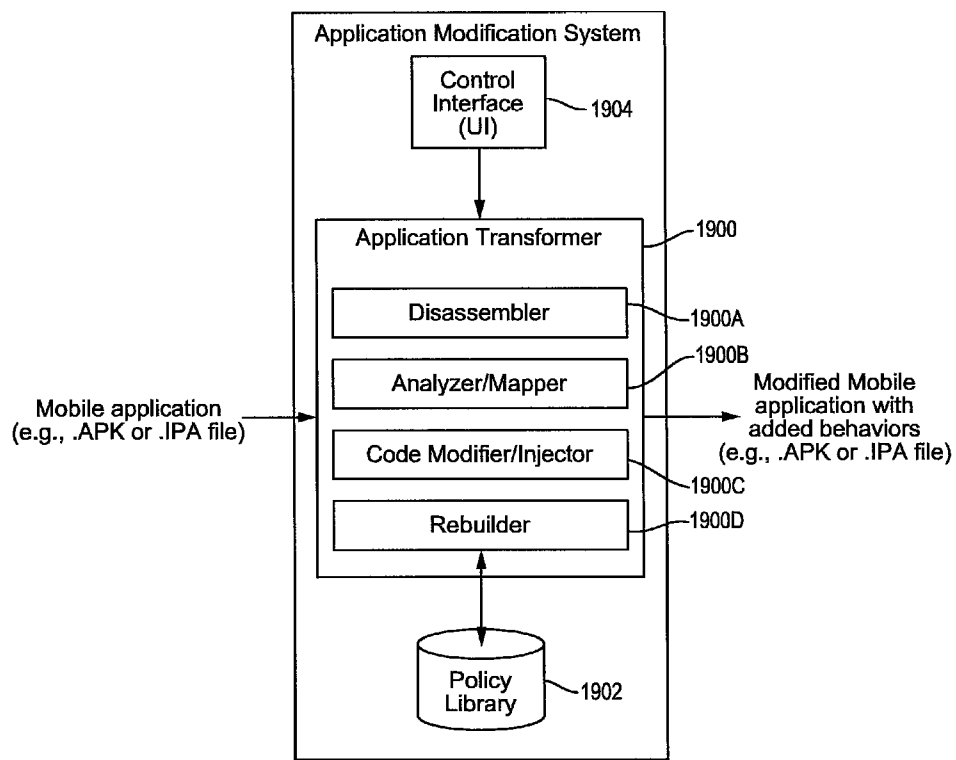 Application Modification System
Control
Interface
(UI)
1904
Application Transformer
1900
Disassembler
1900A
Analyzer/Mapper
1900B
Mobile application
(e.g., .APK or .IPA file)
Modified Mobile
application with
added behaviors
(e.g., .APK or .IPA file)
Code Modifier/Injector
1900C
Rebuilder
1900D
Policy
Library
1902